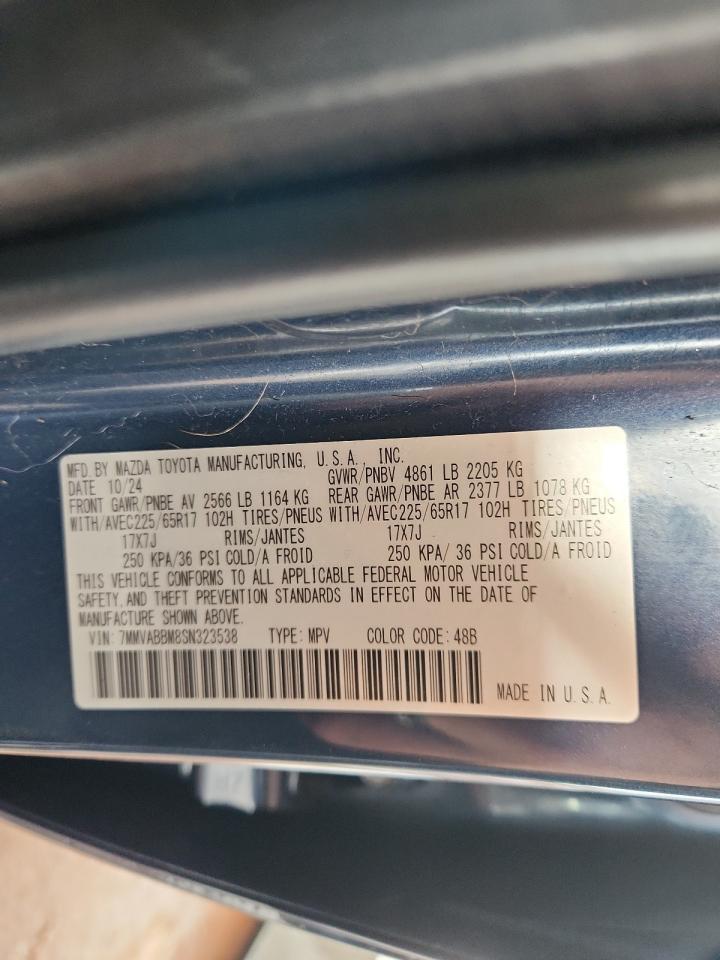 MFD. BY MAZDA TOYOTA MANUFACTURING, U.S.A., INC.
DATE 10/24 GVWR/PNBV 4861 LB 2205 KG
FRONT GAWR/PNBE AV 2566 LB 1164 KG REAR GAWR/PNBE AR 2377 LB 1078 KG
WITH/AVEC225/65R17 102H TIRES/PNEUS WITH/AVEC225/65R17 102H TIRES/PNEUS
17X7J RIMS/JANTES 17X7J RIMS/JANTES
250 KPA/36 PSI COLD/A FROID 250 KPA/ 36 PSI COLD/A FROID
THIS VEHICLE CONFORMS TO ALL APPLICABLE FEDERAL MOTOR VEHICLE
SAFETY, AND THEFT PREVENTION STANDARDS IN EFFECT ON THE DATE OF
MANUFACTURE SHOWN ABOVE.
VIN: 7MMVABBM8SN323538 TYPE: MPV COLOR CODE: 48B
MADE IN U.S.A.